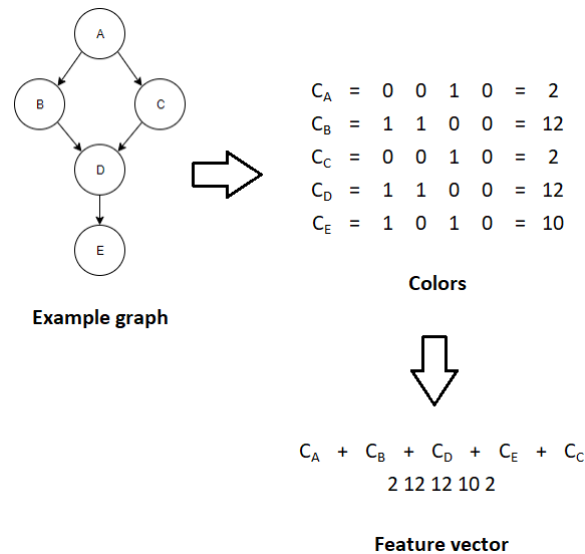 A
B
C
D
E
Example graph
C_A = 0 0 1 0 = 2
C_B = 1 1 0 0 = 12
C_C = 0 0 1 0 = 2
C_D = 1 1 0 0 = 12
C_E = 1 0 1 0 = 10
Colors
C_A + C_B + C_D + C_E + C_C
2 12 12 10 2
Feature vector